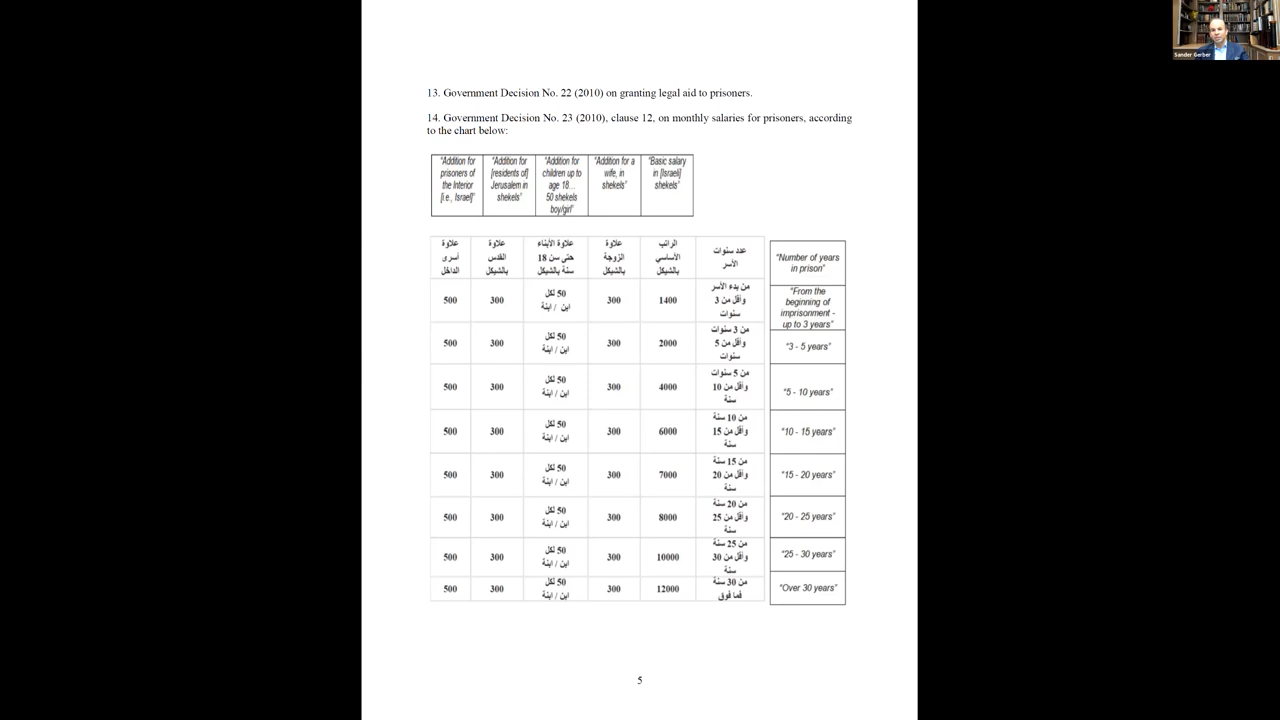 Sander Gerber
13. Government Decision No. 22 (2010) on granting legal aid to prisoners.
14. Government Decision No. 23 (2010), clause 12, on monthly salaries for prisoners, according
to the chart below:
"Addition for
prisoners of
the Interior
[i.e., Israel]"
"Addition for
[residents of]
Jerusalem in
shekels"
"Addition for
children up to
age 18...
50 shekels
boy/girl"
"Addition for a
wife, in
shekels"
"Basic salary
in [Israeli]
shekels"
علاوة
أسرى
الداخل
علاوة
القدس
بالشيكل
علاوة الأبناء
حتى سن 18
سنة بالشيكل
علاوة
الزوجة
بالشيكل
الراتب
الأساسي
بالشيكل
عدد سنوات
الأسر
"Number of years
in prison"
500
300
50 لكل
ابن / ابنة
300
1400
من بدء الأسر
وأقل من 3
سنوات
"From the
beginning of
imprisonment -
up to 3 years"
500
300
50 لكل
ابن / ابنة
300
2000
من 3 سنوات
وأقل من 5
سنوات
"3 - 5 years"
500
300
50 لكل
ابن / ابنة
300
4000
من 5 سنوات
وأقل من 10
سنة
"5 - 10 years"
500
300
50 لكل
ابن / ابنة
300
6000
من 10 سنة
وأقل من 15
سنة
"10 - 15 years"
500
300
50 لكل
ابن / ابنة
300
7000
من 15 سنة
وأقل من 20
سنة
"15 - 20 years"
500
300
50 لكل
ابن / ابنة
300
8000
من 20 سنة
وأقل من 25
سنة
"20 - 25 years"
500
300
50 لكل
ابن / ابنة
300
10000
من 25 سنة
وأقل من 30
سنة
"25 - 30 years"
500
300
50 لكل
ابن / ابنة
300
12000
من 30 سنة
فما فوق
"Over 30 years"
5